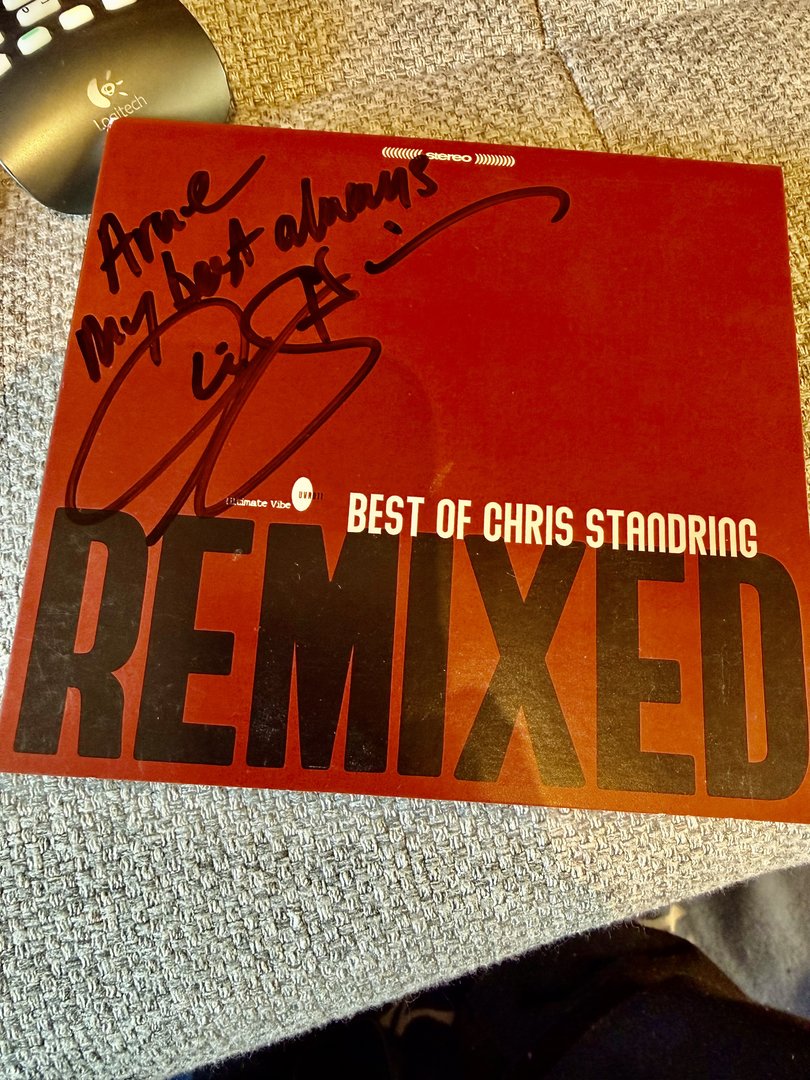 Logitech
stereo
Arne
My best always
Ultimate Vibe
BEST OF CHRIS STANDRING
REMIXED